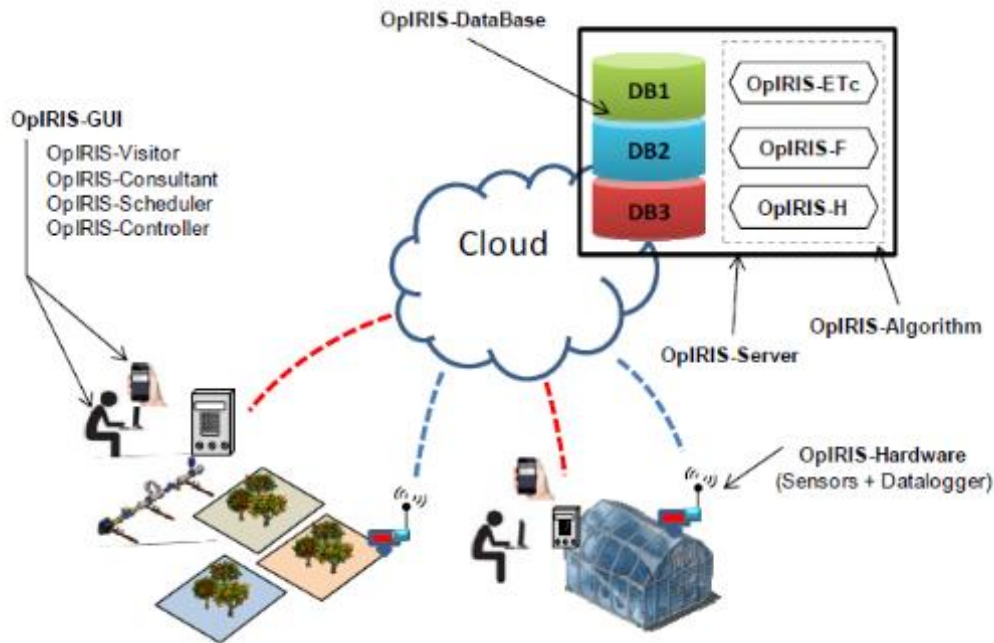 OpIRIS-DataBase
DB1
DB2
DB3
OpIRIS-ETc
OpIRIS-F
OpIRIS-H
OpIRIS-GUI
OpIRIS-Visitor
OpIRIS-Consultant
OpIRIS-Scheduler
OpIRIS-Controller
Cloud
OpIRIS-Algorithm
OpIRIS-Server
OpIRIS-Hardware
(Sensors + Datalogger)